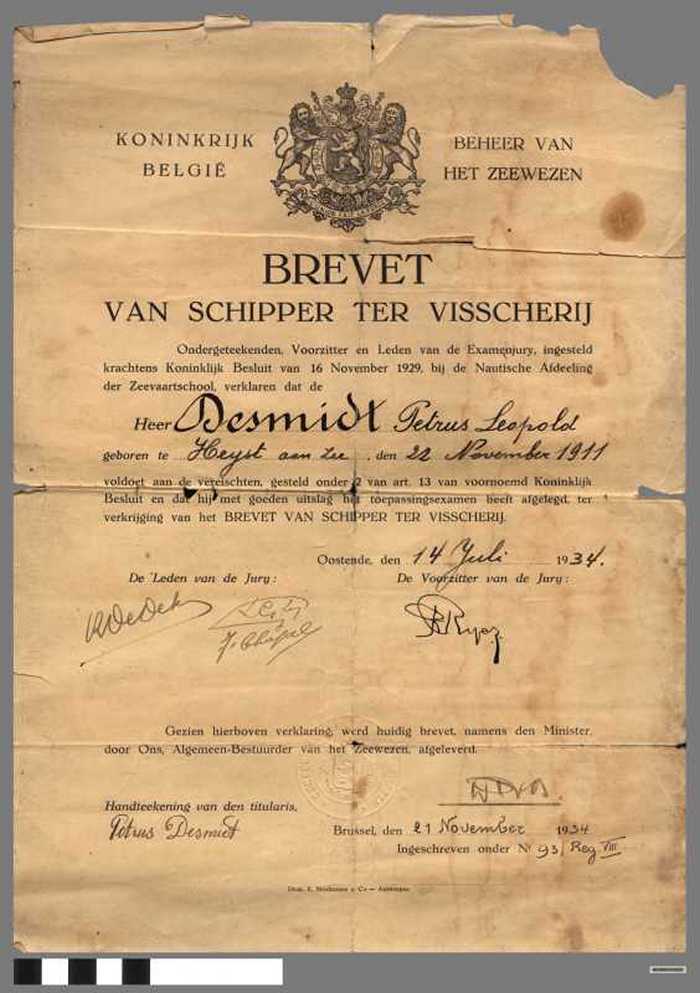 KONINKRIJK
BELGIË
BEHEER VAN
HET ZEEWEZEN
BREVET
VAN SCHIPPER TER VISSCHERIJ
Ondergeteekenden, Voorzitter en Leden van de Examenjury, ingesteld
krachtens Koninklijk Besluit van 16 November 1929, bij de Nautische Afdeeling
der Zeevaartschool, verklaren dat de
Heer Desmidt Petrus Leopold
geboren te Heyst aan Zee, den 22 November 1911
voldoet aan de vereischten, gesteld onder 2 van art. 13 van voornoemd Koninklijk
Besluit en dat hij met goeden uitslag het toepassingsexamen heeft afgelegd, ter
verkrijging van het BREVET VAN SCHIPPER TER VISSCHERIJ.
Oostende, den 14 Juli 1934.
De Leden van de Jury:
De Voorzitter van de Jury:
Gezien hierboven verklaring, werd huidig brevet, namens den Minister,
door Ons, Algemeen-Bestuurder van het Zeewezen, afgeleverd.
Handteekening van den titularis,
Petrus Desmidt
Brussel, den 21 November 1934
Ingeschreven onder Nr 93/Reg VIII